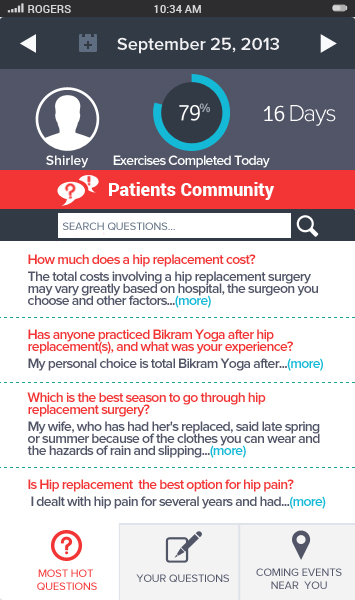 ROGERS 10:34 AM
September 25, 2013
79%
16 Days
Shirley Exercises Completed Today
Patients Community
SEARCH QUESTIONS...
How much does a hip replacement cost?
The total costs involving a hip replacement surgery
may vary greatly based on hospital, the surgeon you
choose and other factors...(more)
Has anyone practiced Bikram Yoga after hip
replacement(s), and what was your experience?
My personal choice is total Bikram Yoga after...(more)
Which is the best season to go through hip
replacement surgery?
My wife, who has had her's replaced, said late spring
or summer because of the clothes you can wear and
the hazards of rain and slipping...(more)
Is Hip replacement the best option for hip pain?
I dealt with hip pain for several years and had...(more)
MOST HOT
QUESTIONS
YOUR QUESTIONS
COMING EVENTS
NEAR YOU